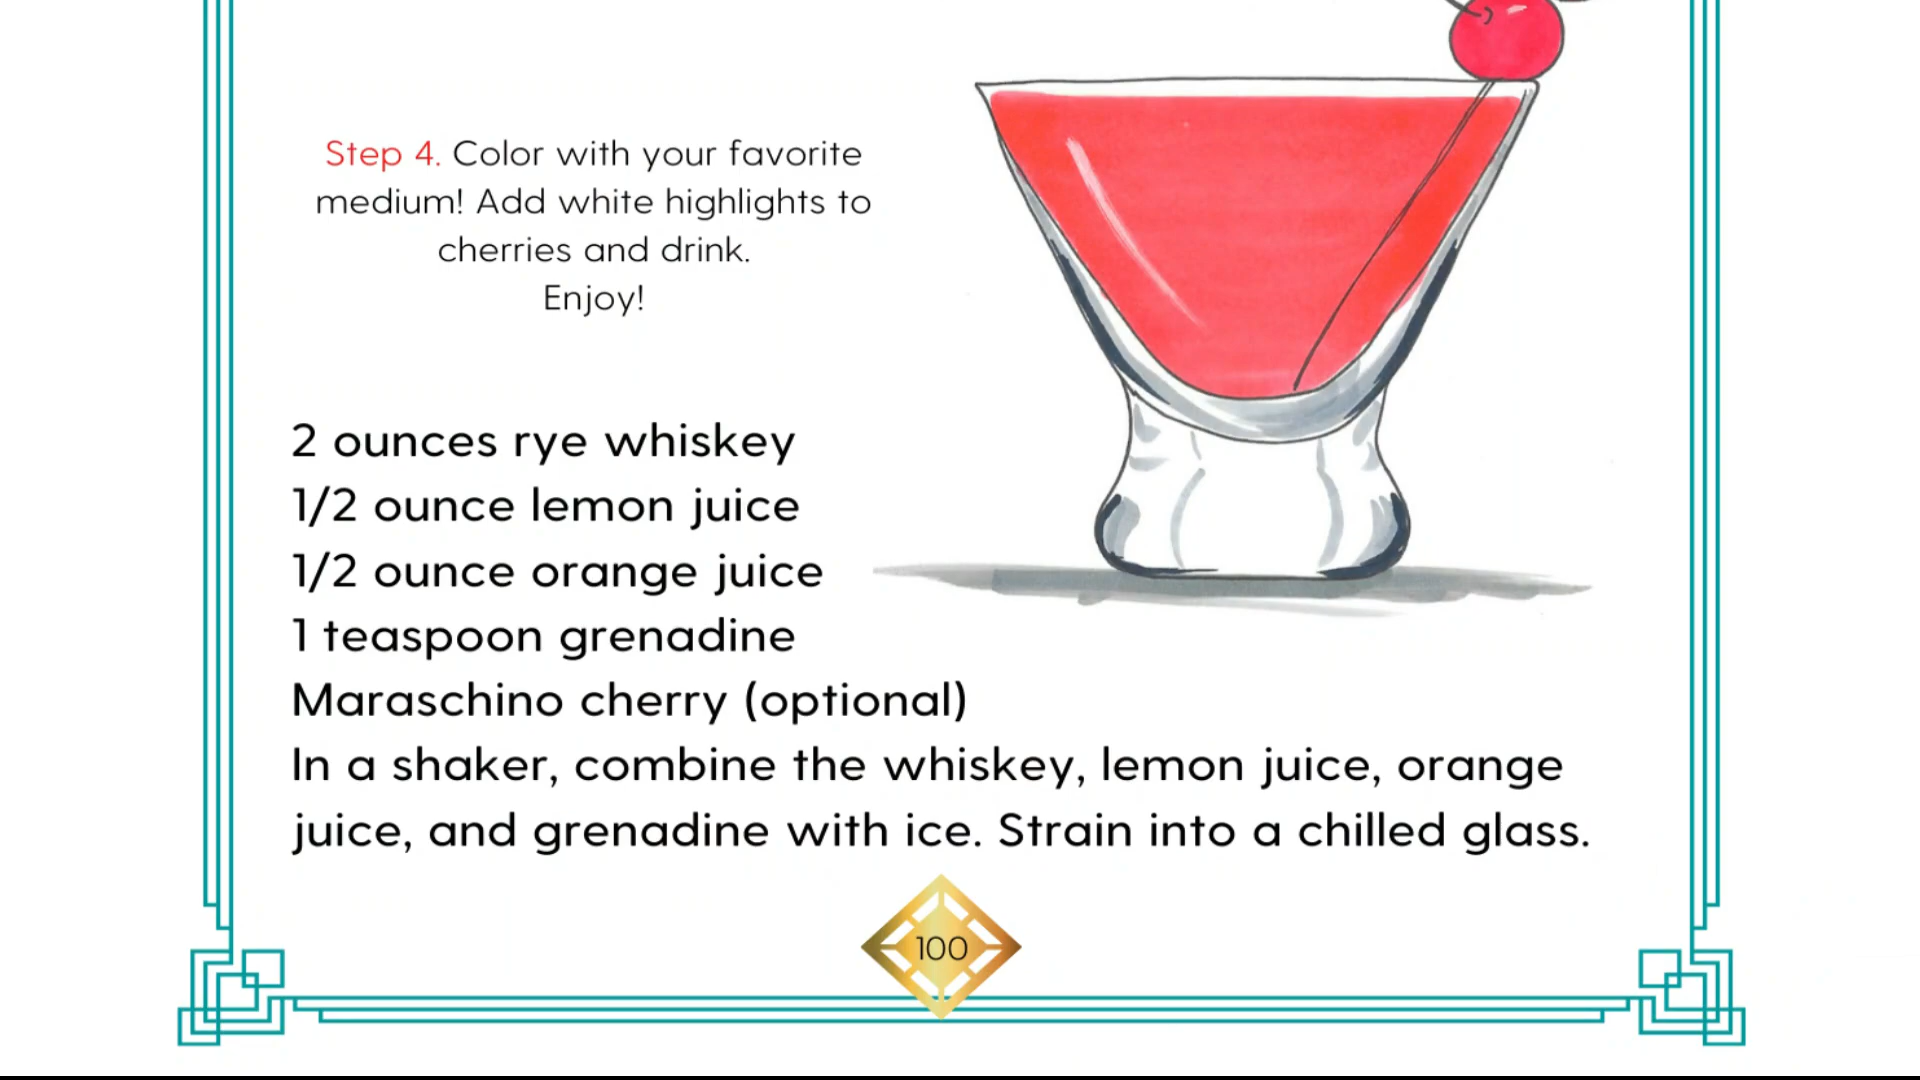 Step 4. Color with your favorite
medium! Add white highlights to
cherries and drink.
Enjoy!
2 ounces rye whiskey
1/2 ounce lemon juice
1/2 ounce orange juice
1 teaspoon grenadine
Maraschino cherry (optional)
In a shaker, combine the whiskey, lemon juice, orange
juice, and grenadine with ice. Strain into a chilled glass.
100